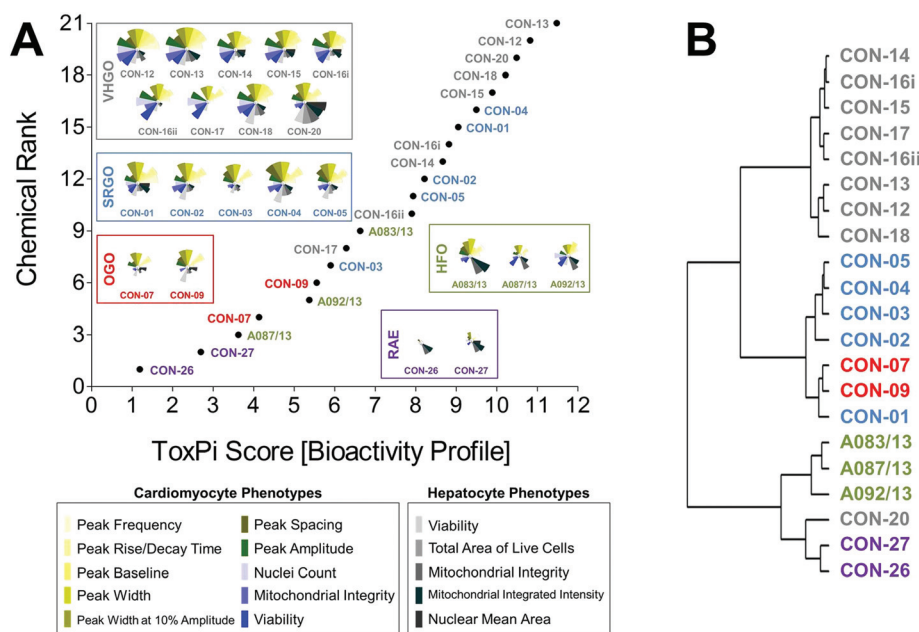 A
B
21
18
15
12
9
6
3
0
Chemical Rank
VHGO
CON-12 CON-13 CON-14 CON-15 CON-16i
CON-16ii CON-17 CON-18 CON-20
SRGO
CON-01 CON-02 CON-03 CON-04 CON-05
OGO
CON-07 CON-09
HFO
A083/13 A087/13 A092/13
RAE
CON-26 CON-27
CON-13
CON-12
CON-20
CON-18
CON-15
CON-04
CON-01
CON-16i
CON-14
CON-02
CON-05
CON-16ii
A083/13
CON-17
CON-03
CON-09
A092/13
CON-07
A087/13
CON-27
CON-26
0 1 2 3 4 5 6 7 8 9 10 11 12
ToxPi Score [Bioactivity Profile]
Cardiomyocyte Phenotypes
Peak Frequency
Peak Rise/Decay Time
Peak Baseline
Peak Width
Peak Width at 10% Amplitude
Peak Spacing
Peak Amplitude
Nuclei Count
Mitochondrial Integrity
Viability
Hepatocyte Phenotypes
Viability
Total Area of Live Cells
Mitochondrial Integrity
Mitochondrial Integrated Intensity
Nuclear Mean Area
CON-14
CON-16i
CON-15
CON-17
CON-16ii
CON-13
CON-12
CON-18
CON-05
CON-04
CON-03
CON-02
CON-07
CON-09
CON-01
A083/13
A087/13
A092/13
CON-20
CON-27
CON-26